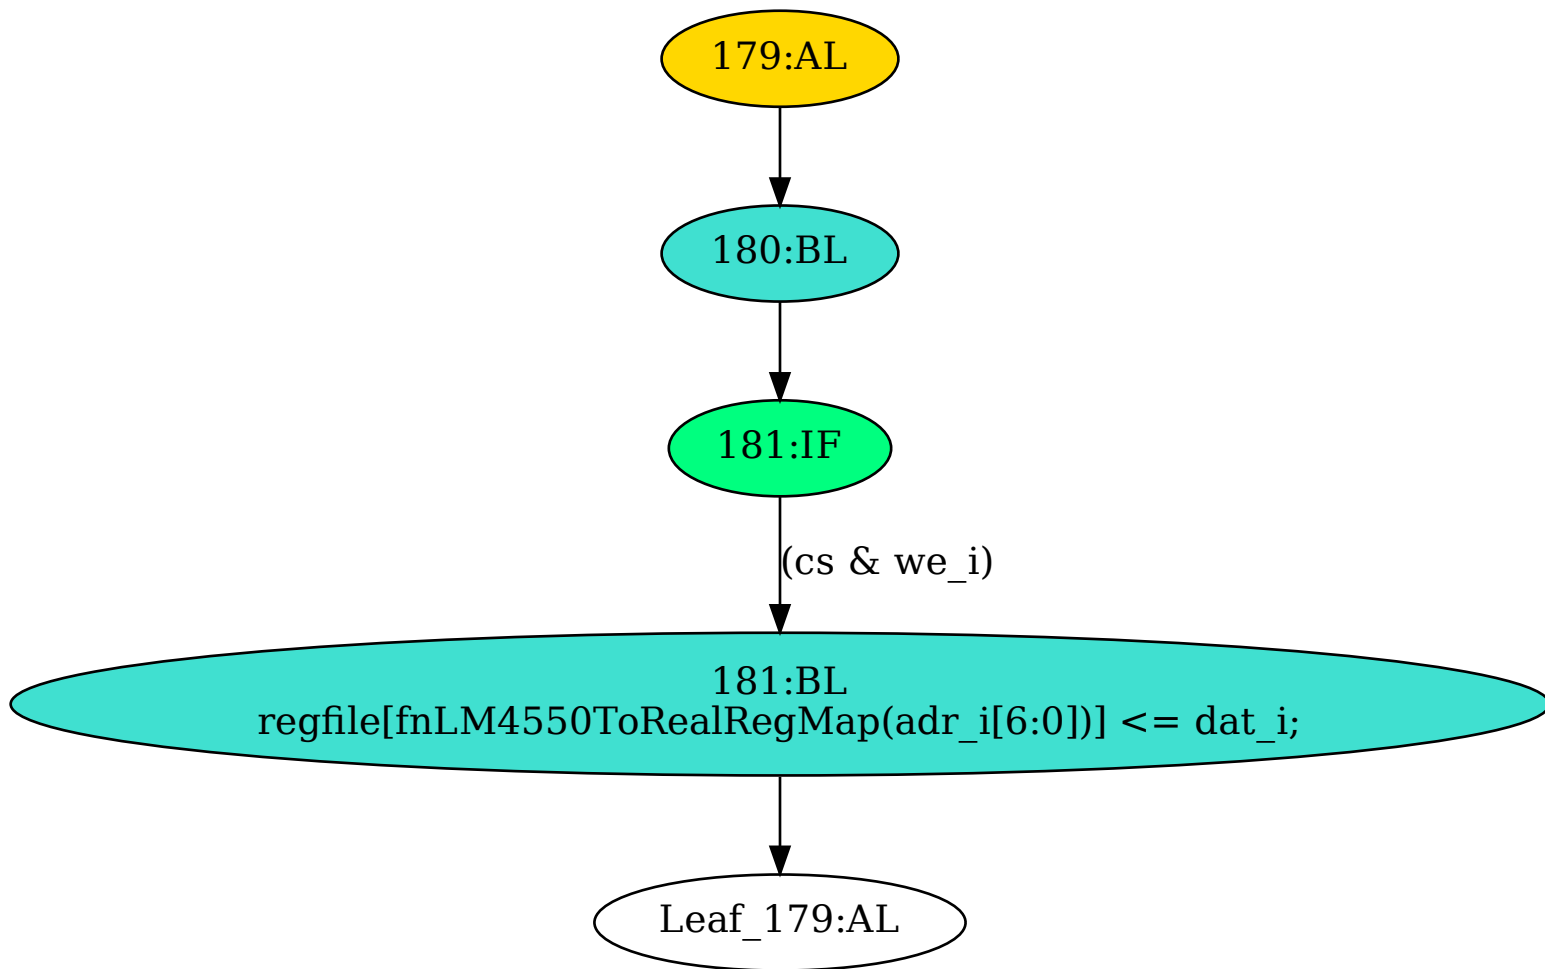 179:AL
180:BL
181:IF
(cs & we_i)
181:BL
regfile[fnLM4550ToRealRegMap(adr_i[6:0])] <= dat_i;
Leaf_179:AL